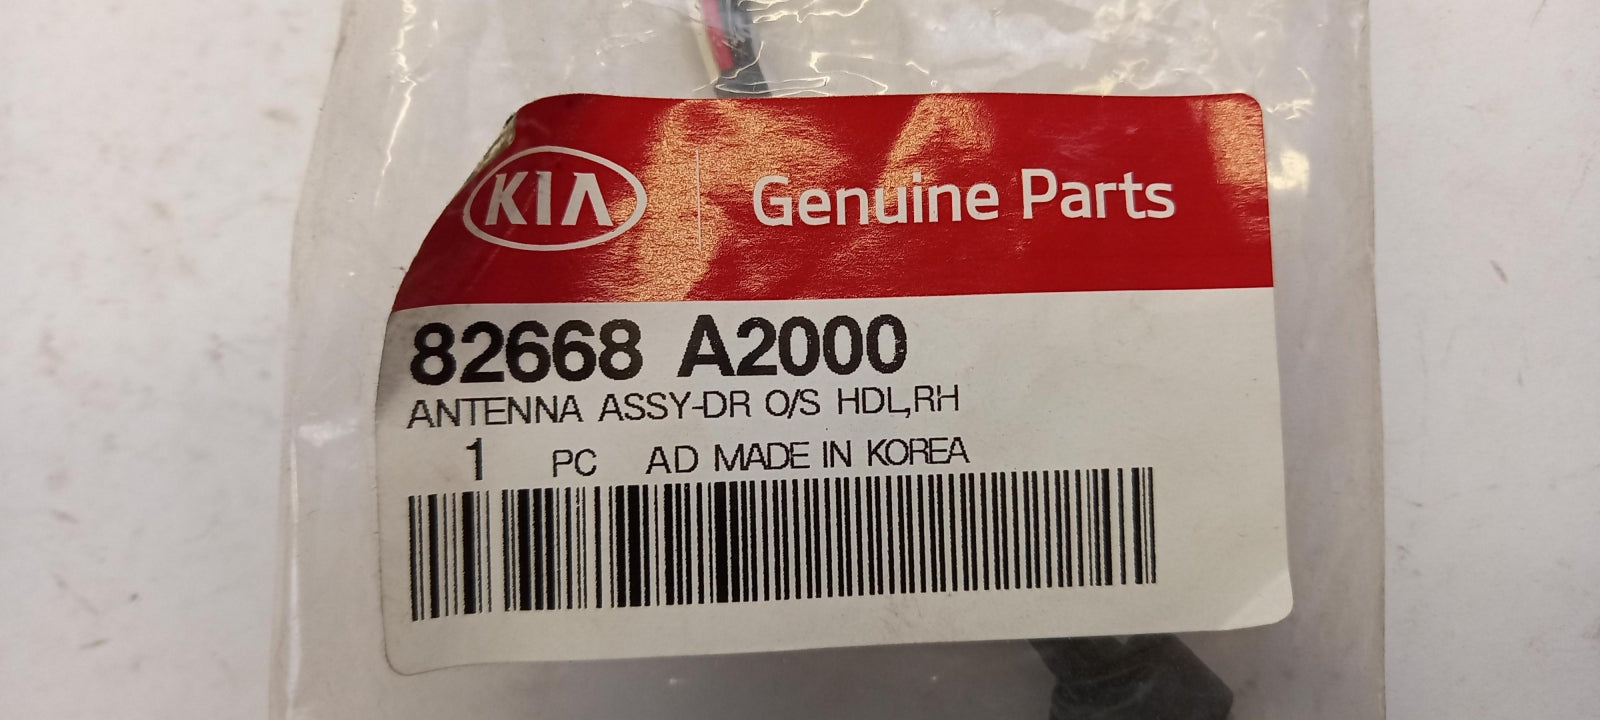 KIA Genuine Parts
82668 A2000
ANTENNA ASSY-DR O/S HDL,RH
1 PC AD MADE IN KOREA